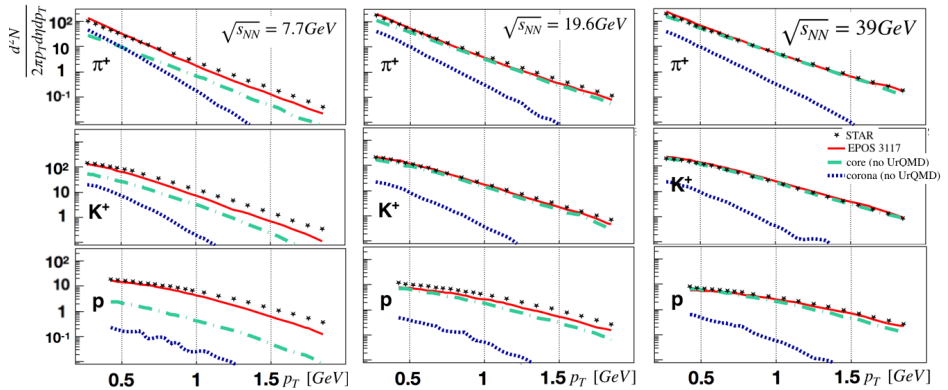 d²N
2πp_T dηdp_T
√s_NN = 7.7GeV
√s_NN = 19.6GeV
√s_NN = 39GeV
10²
10
1
10⁻¹
π⁺
π⁺
π⁺
STAR
EPOS 3117
core (no UrQMD)
corona (no UrQMD)
10²
10
1
K⁺
K⁺
K⁺
10²
10
1
10⁻¹
p
p
p
0.5 1 1.5 p_T [GeV]
0.5 1 1.5 p_T [GeV]
0.5 1 1.5 p_T [GeV]